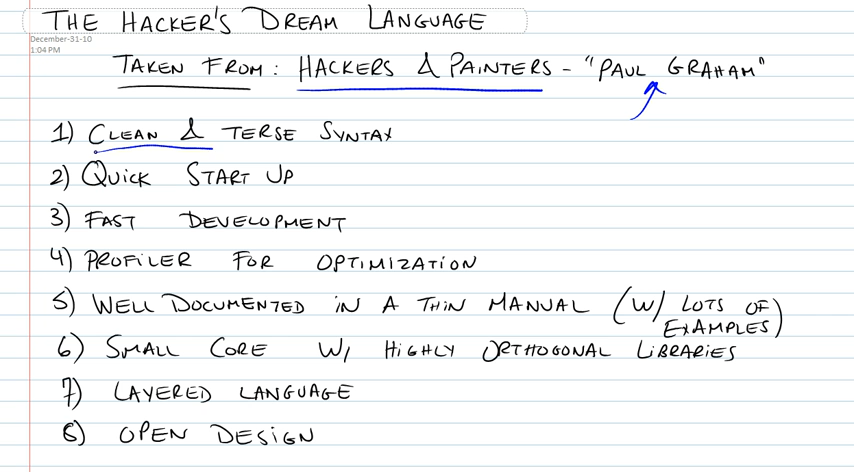 THE HACKER'S DREAM LANGUAGE
December-31-10
1:04 PM
TAKEN FROM: HACKERS & PAINTERS - "PAUL GRAHAM"
1) CLEAN & TERSE SYNTAX
2) QUICK START UP
3) FAST DEVELOPMENT
4) PROFILER FOR OPTIMIZATION
5) WELL DOCUMENTED IN A THIN MANUAL (W/ LOTS OF
EXAMPLES)
6) SMALL CORE W/ HIGHLY ORTHOGONAL LIBRARIES
7) LAYERED LANGUAGE
8) OPEN DESIGN